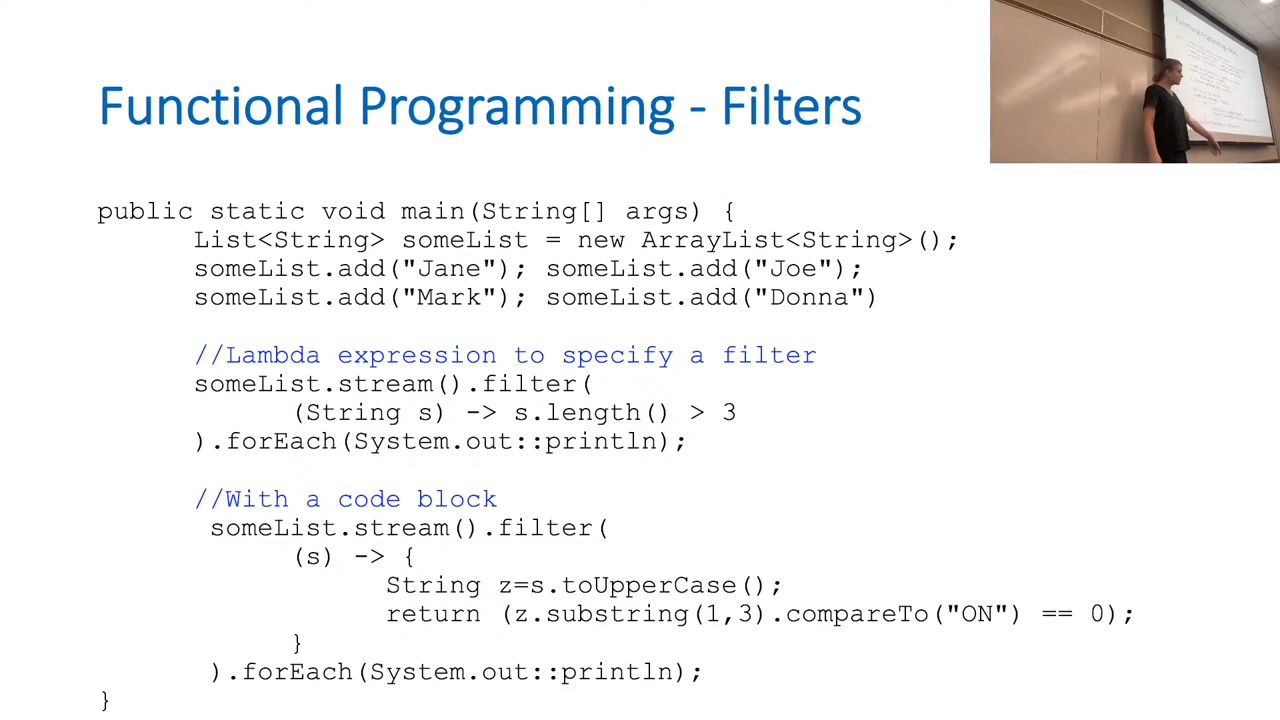 Functional Programming - Filters
public static void main(String[] args) {
List<String> someList = new ArrayList<String>();
someList.add("Jane"); someList.add("Joe");
someList.add("Mark"); someList.add("Donna")
//Lambda expression to specify a filter
someList.stream().filter(
(String s) -> s.length() > 3
).forEach(System.out::println);
//With a code block
someList.stream().filter(
(s) -> {
String z=s.toUpperCase();
return (z.substring(1,3).compareTo("ON") == 0);
}
).forEach(System.out::println);
}